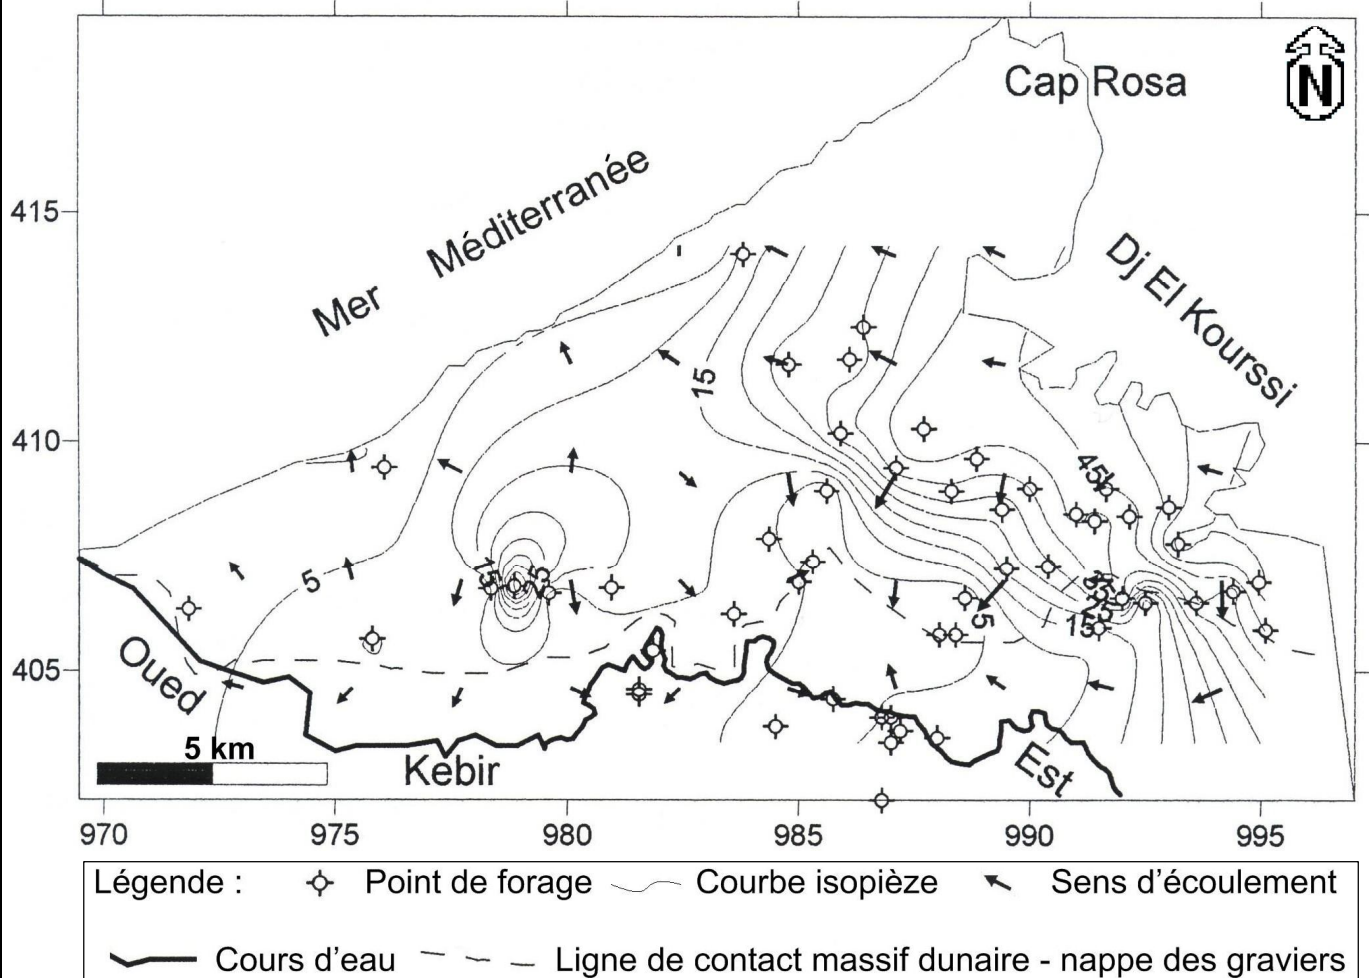 Cap Rosa
N
Mer Méditerranée
Dj El Kourssi
415
410
405
15
45
5
15
5
15
Oued
Kebir
Est
5 km
970 975 980 985 990 995
Légende : Point de forage Courbe isopièze Sens d'écoulement
Cours d'eau Ligne de contact massif dunaire - nappe des graviers